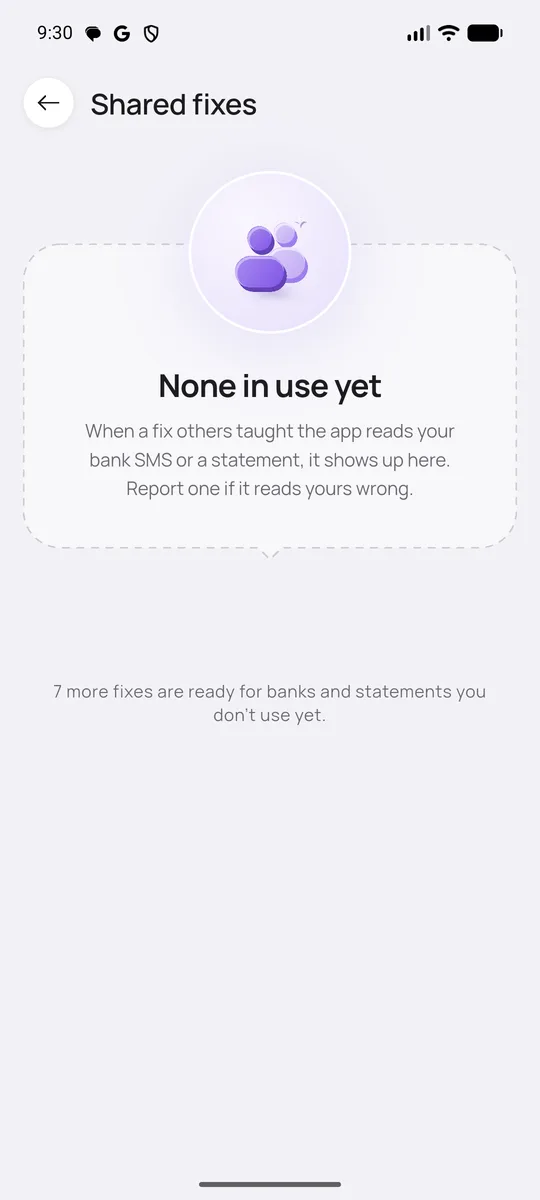 9:30
Shared fixes
None in use yet
When a fix others taught the app reads your
bank SMS or a statement, it shows up here.
Report one if it reads yours wrong.
7 more fixes are ready for banks and statements you
don't use yet.